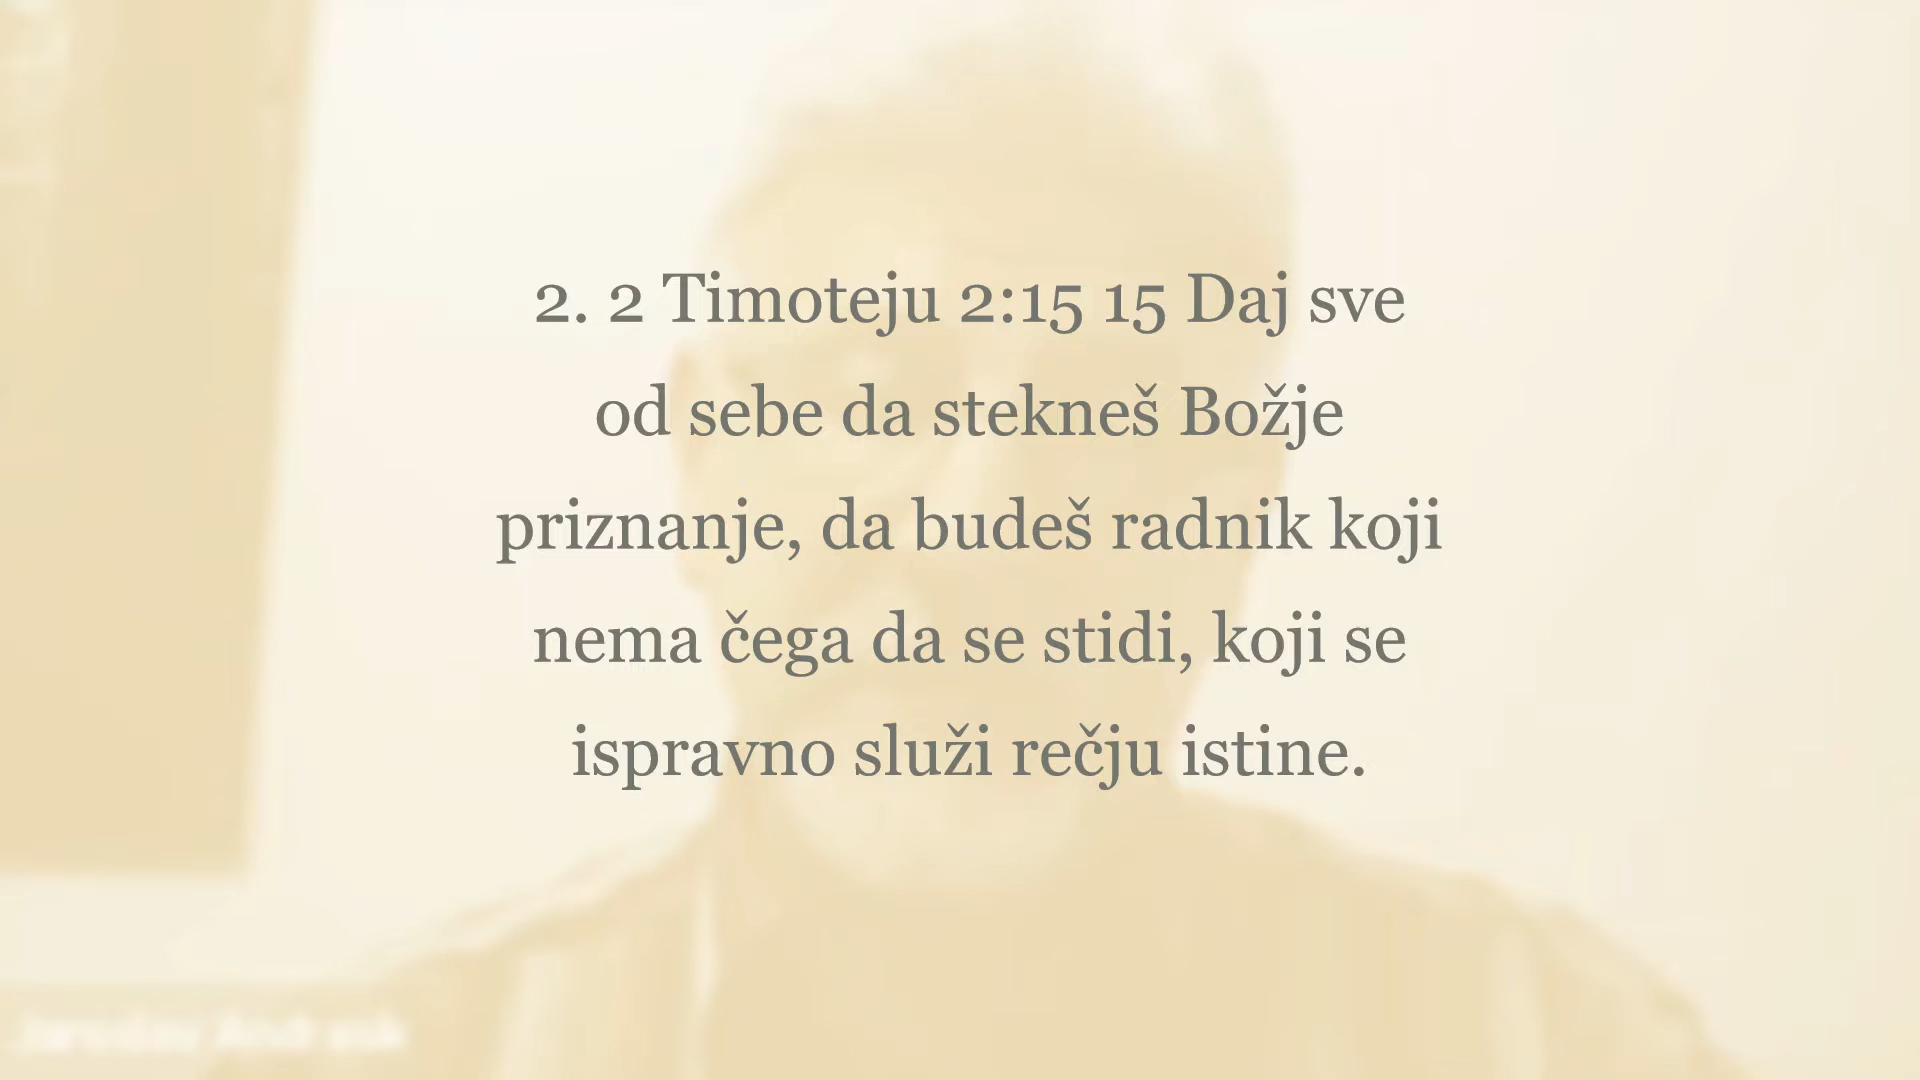 2. 2 Timoteju 2:15 15 Daj sve
od sebe da stekneš Božje
priznanje, da budeš radnik koji
nema čega da se stidi, koji se
ispravno služi rečju istine.